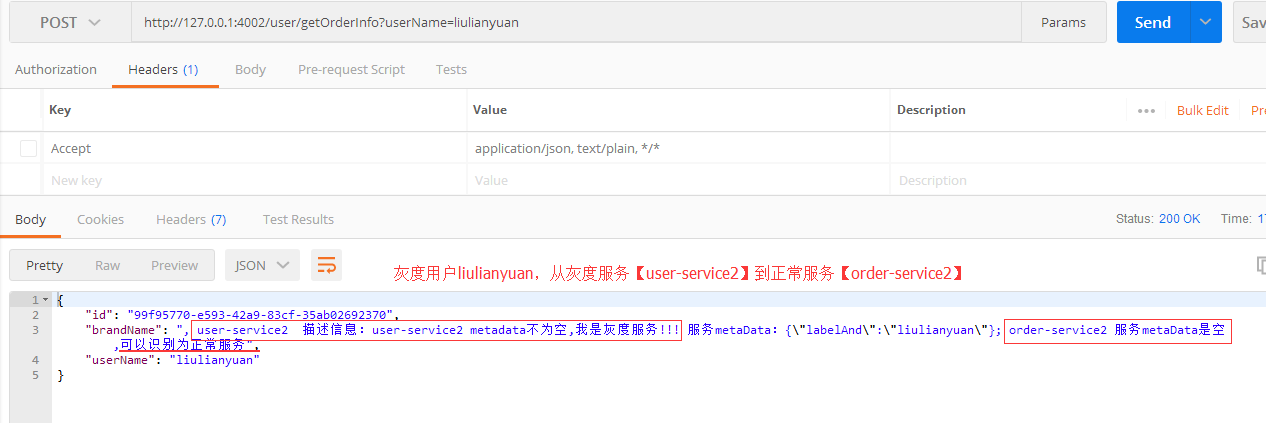 POST http://127.0.0.1:4002/user/getOrderInfo?userName=liulianyuan Params Send
Authorization Headers (1) Body Pre-request Script Tests
Key Value Description ••• Bulk Edit
Accept application/json, text/plain, */*
New key Value Description
Body Cookies Headers (7) Test Results Status: 200 OK Time:
Pretty Raw Preview JSON
灰度用户liulianyuan，从灰度服务【user-service2】到正常服务【order-service2】
1 {
2 "id": "99f95770-e593-42a9-83cf-35ab02692370",
3 "brandName": ", user-service2 描述信息：user-service2 metadata不为空,我是灰度服务!!! 服务metaData：{\"labelAnd\":\"liulianyuan\"}; order-service2 服务metaData是空
,可以识别为正常服务",
4 "userName": "liulianyuan"
5 }